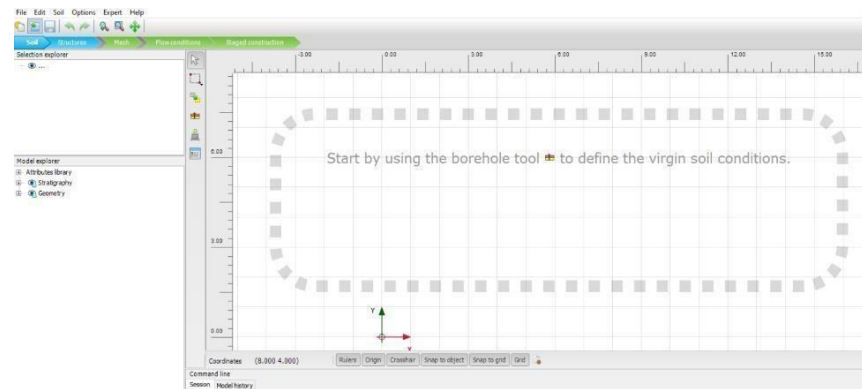 File Edit Soil Options Expert Help
Soil Structures Mesh Flow conditions Staged construction
Selection explorer
...
Model explorer
Attributes library
Stratigraphy
Geometry
-3.00 0.00 3.00 6.00 9.00 12.00 15.00
6.00
3.00
0.00
Start by using the borehole tool to define the virgin soil conditions.
Y
x
Coordinates (8.000 4.000) Rulers Origin Crosshair Snap to object Snap to grid Grid
Command line
Session Model history